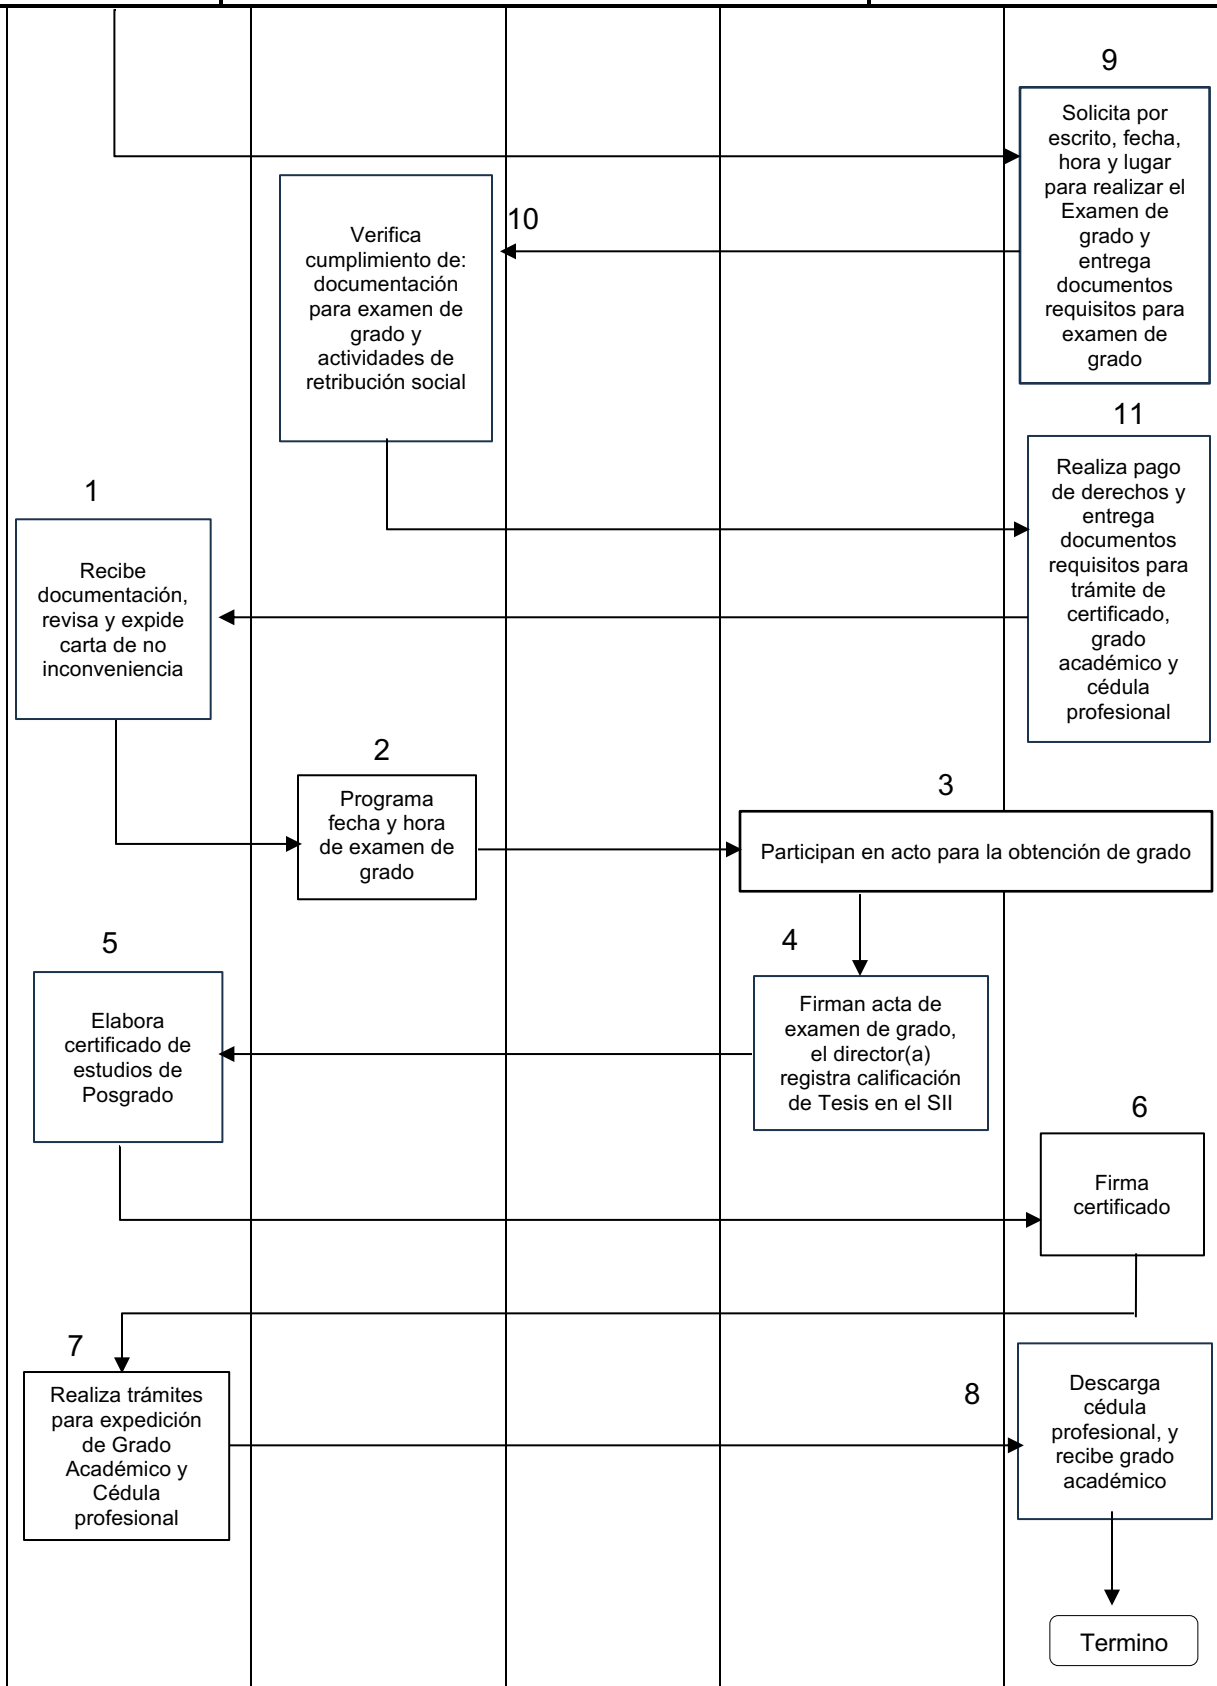 9
Solicita por
escrito, fecha,
hora y lugar
para realizar el
Examen de
grado y
entrega
documentos
requisitos para
examen de
grado
10
Verifica
cumplimiento de:
documentación
para examen de
grado y
actividades de
retribución social
11
Realiza pago
de derechos y
entrega
documentos
requisitos para
trámite de
certificado,
grado
académico y
cédula
profesional
1
Recibe
documentación,
revisa y expide
carta de no
inconveniencia
2
Programa
fecha y hora
de examen de
grado
3
Participan en acto para la obtención de grado
4
Firman acta de
examen de grado,
el director(a)
registra calificación
de Tesis en el SII
5
Elabora
certificado de
estudios de
Posgrado
6
Firma
certificado
7
Realiza trámites
para expedición
de Grado
Académico y
Cédula
profesional
8
Descarga
cédula
profesional, y
recibe grado
académico
Termino